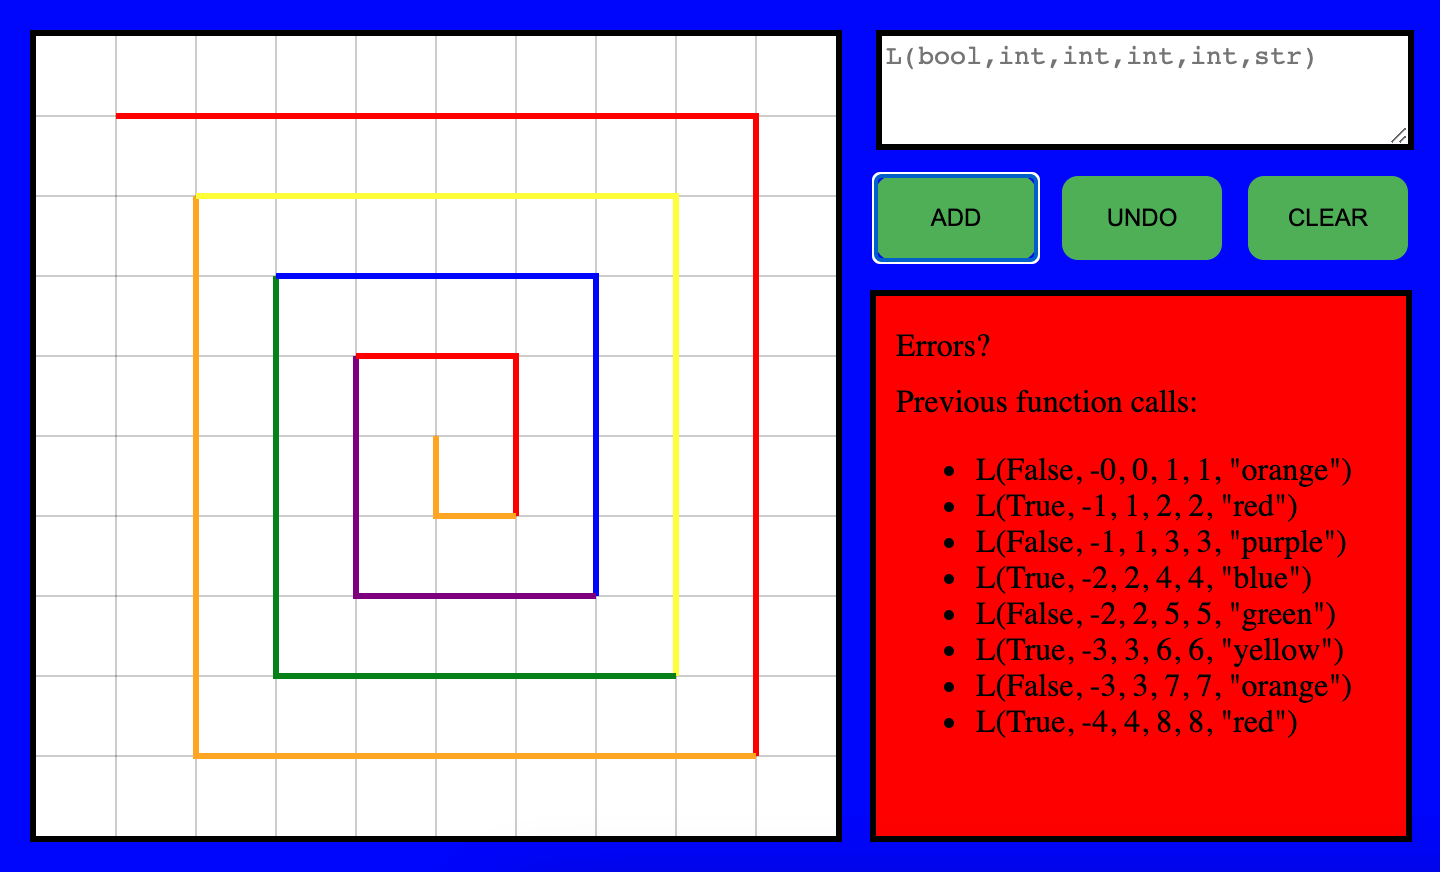 L(bool,int,int,int,int,str)
ADD UNDO CLEAR
Errors?
Previous function calls:
• L(False, -0, 0, 1, 1, "orange")
• L(True, -1, 1, 2, 2, "red")
• L(False, -1, 1, 3, 3, "purple")
• L(True, -2, 2, 4, 4, "blue")
• L(False, -2, 2, 5, 5, "green")
• L(True, -3, 3, 6, 6, "yellow")
• L(False, -3, 3, 7, 7, "orange")
• L(True, -4, 4, 8, 8, "red")